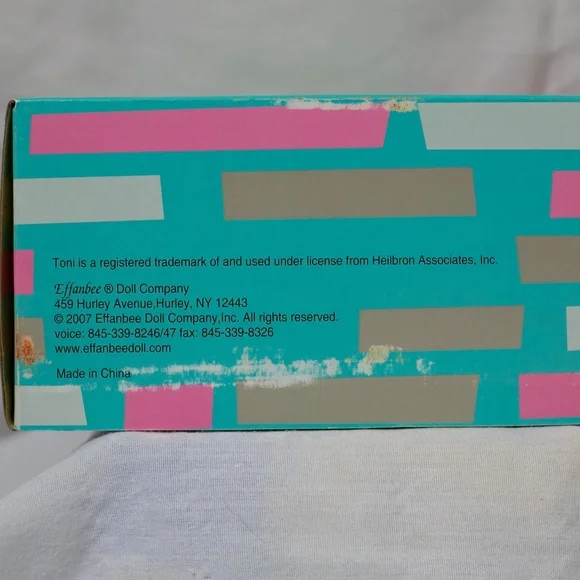 Toni is a registered trademark of and used under license from Heilbron Associates, Inc.
Effanbee ® Doll Company
459 Hurley Avenue,Hurley, NY 12443
© 2007 Effanbee Doll Company,Inc. All rights reserved.
voice: 845-339-8246/47 fax: 845-339-8326
www.effanbeedoll.com
Made in China